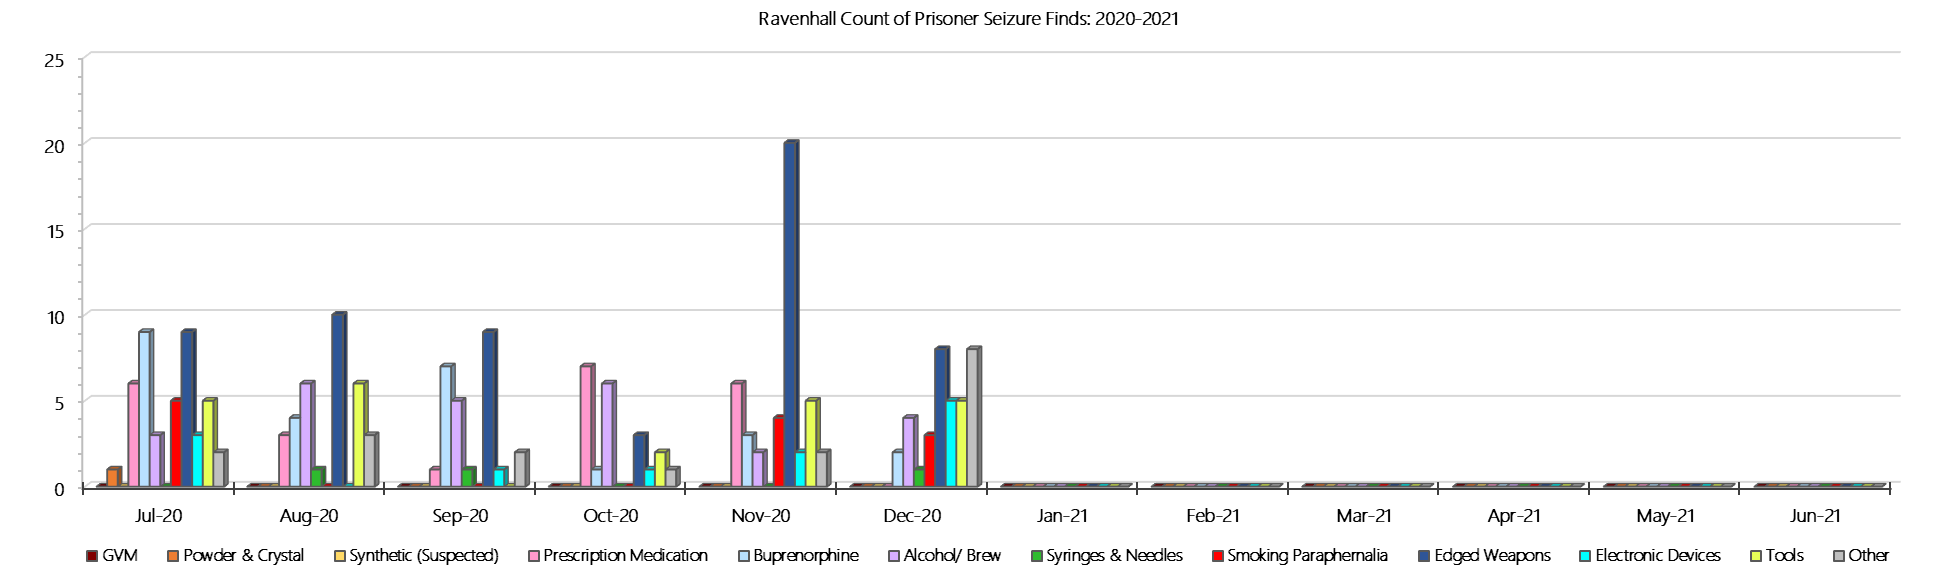 Ravenhall Count of Prisoner Seizure Finds: 2020-2021
25
20
15
10
5
0
Jul-20 Aug-20 Sep-20 Oct-20 Nov-20 Dec-20 Jan-21 Feb-21 Mar-21 Apr-21 May-21 Jun-21
GVM Powder & Crystal Synthetic (Suspected) Prescription Medication Buprenorphine Alcohol/ Brew Syringes & Needles Smoking Paraphernalia Edged Weapons Electronic Devices Tools Other